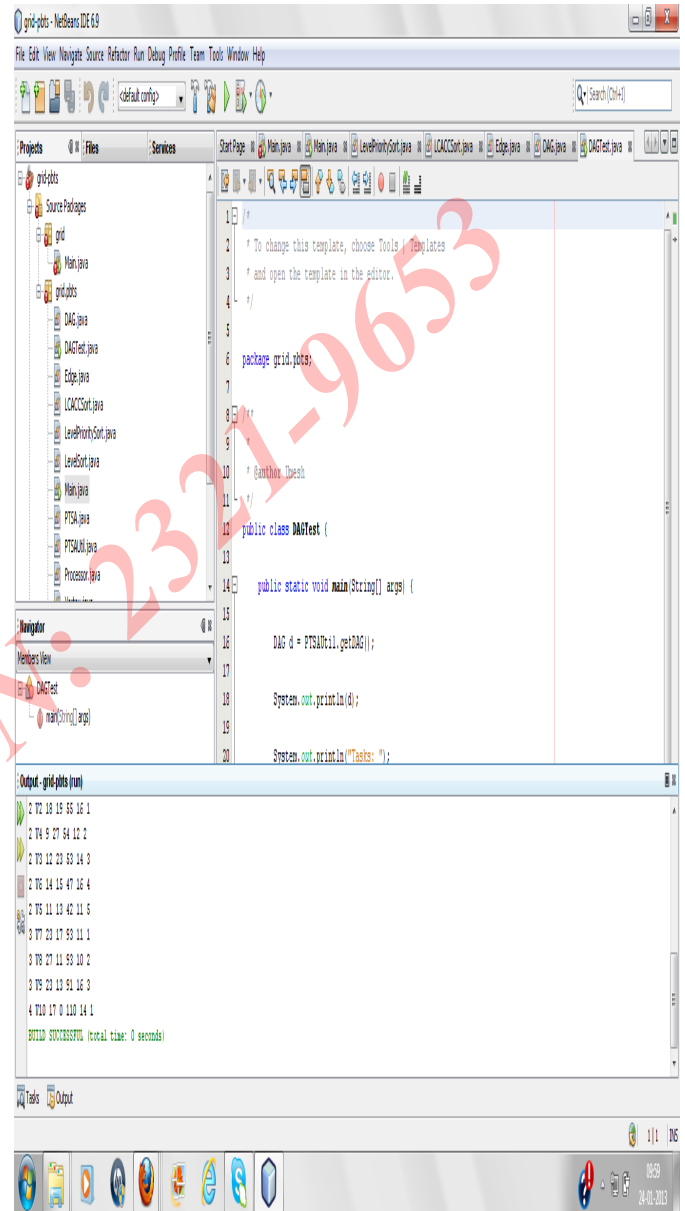 grid-pbts - NetBeans IDE 6.9
File Edit View Navigate Source Refactor Run Debug Profile Team Tools Window Help
<default config>
Search (Ctrl+I)
Projects Files Services
Start Page Main.java Main.java LevelPrioritySort.java LCACCSort.java Edge.java DAG.java DAGTest.java
grid-pbts
Source Packages
grid
Main.java
grid.pbts
DAG.java
DAGTest.java
Edge.java
LCACCSort.java
LevelPrioritySort.java
LevelSort.java
Main.java
PTSA.java
PTSAUtil.java
Processor.java
1 /*
2 * To change this template, choose Tools | Templates
3 * and open the template in the editor.
4 */
5
6 package grid.pbts;
7
8 /**
9 *
10 * @author
11 */
12 public class DAGTest {
13
14 public static void main(String[] args) {
15
16 DAG d = PTSAUtil.getDAG();
17
18 System.out.println(d);
19
20 System.out.println("Tasks: ");
Navigator
Members View
DAGTest
main(String[] args)
Output - grid-pbts (run)
2 V2 18 19 55 16 1
2 V4 9 27 54 12 2
2 V3 12 23 53 14 3
2 V6 14 15 47 16 4
2 V5 11 13 42 11 5
3 V7 23 17 93 11 1
3 V8 27 11 93 10 2
3 V9 23 13 91 16 3
4 V10 17 0 110 14 1
BUILD SUCCESSFUL (total time: 0 seconds)
Tasks Output
1|1 INS
09:59
24-01-2013
N: 2321-9653